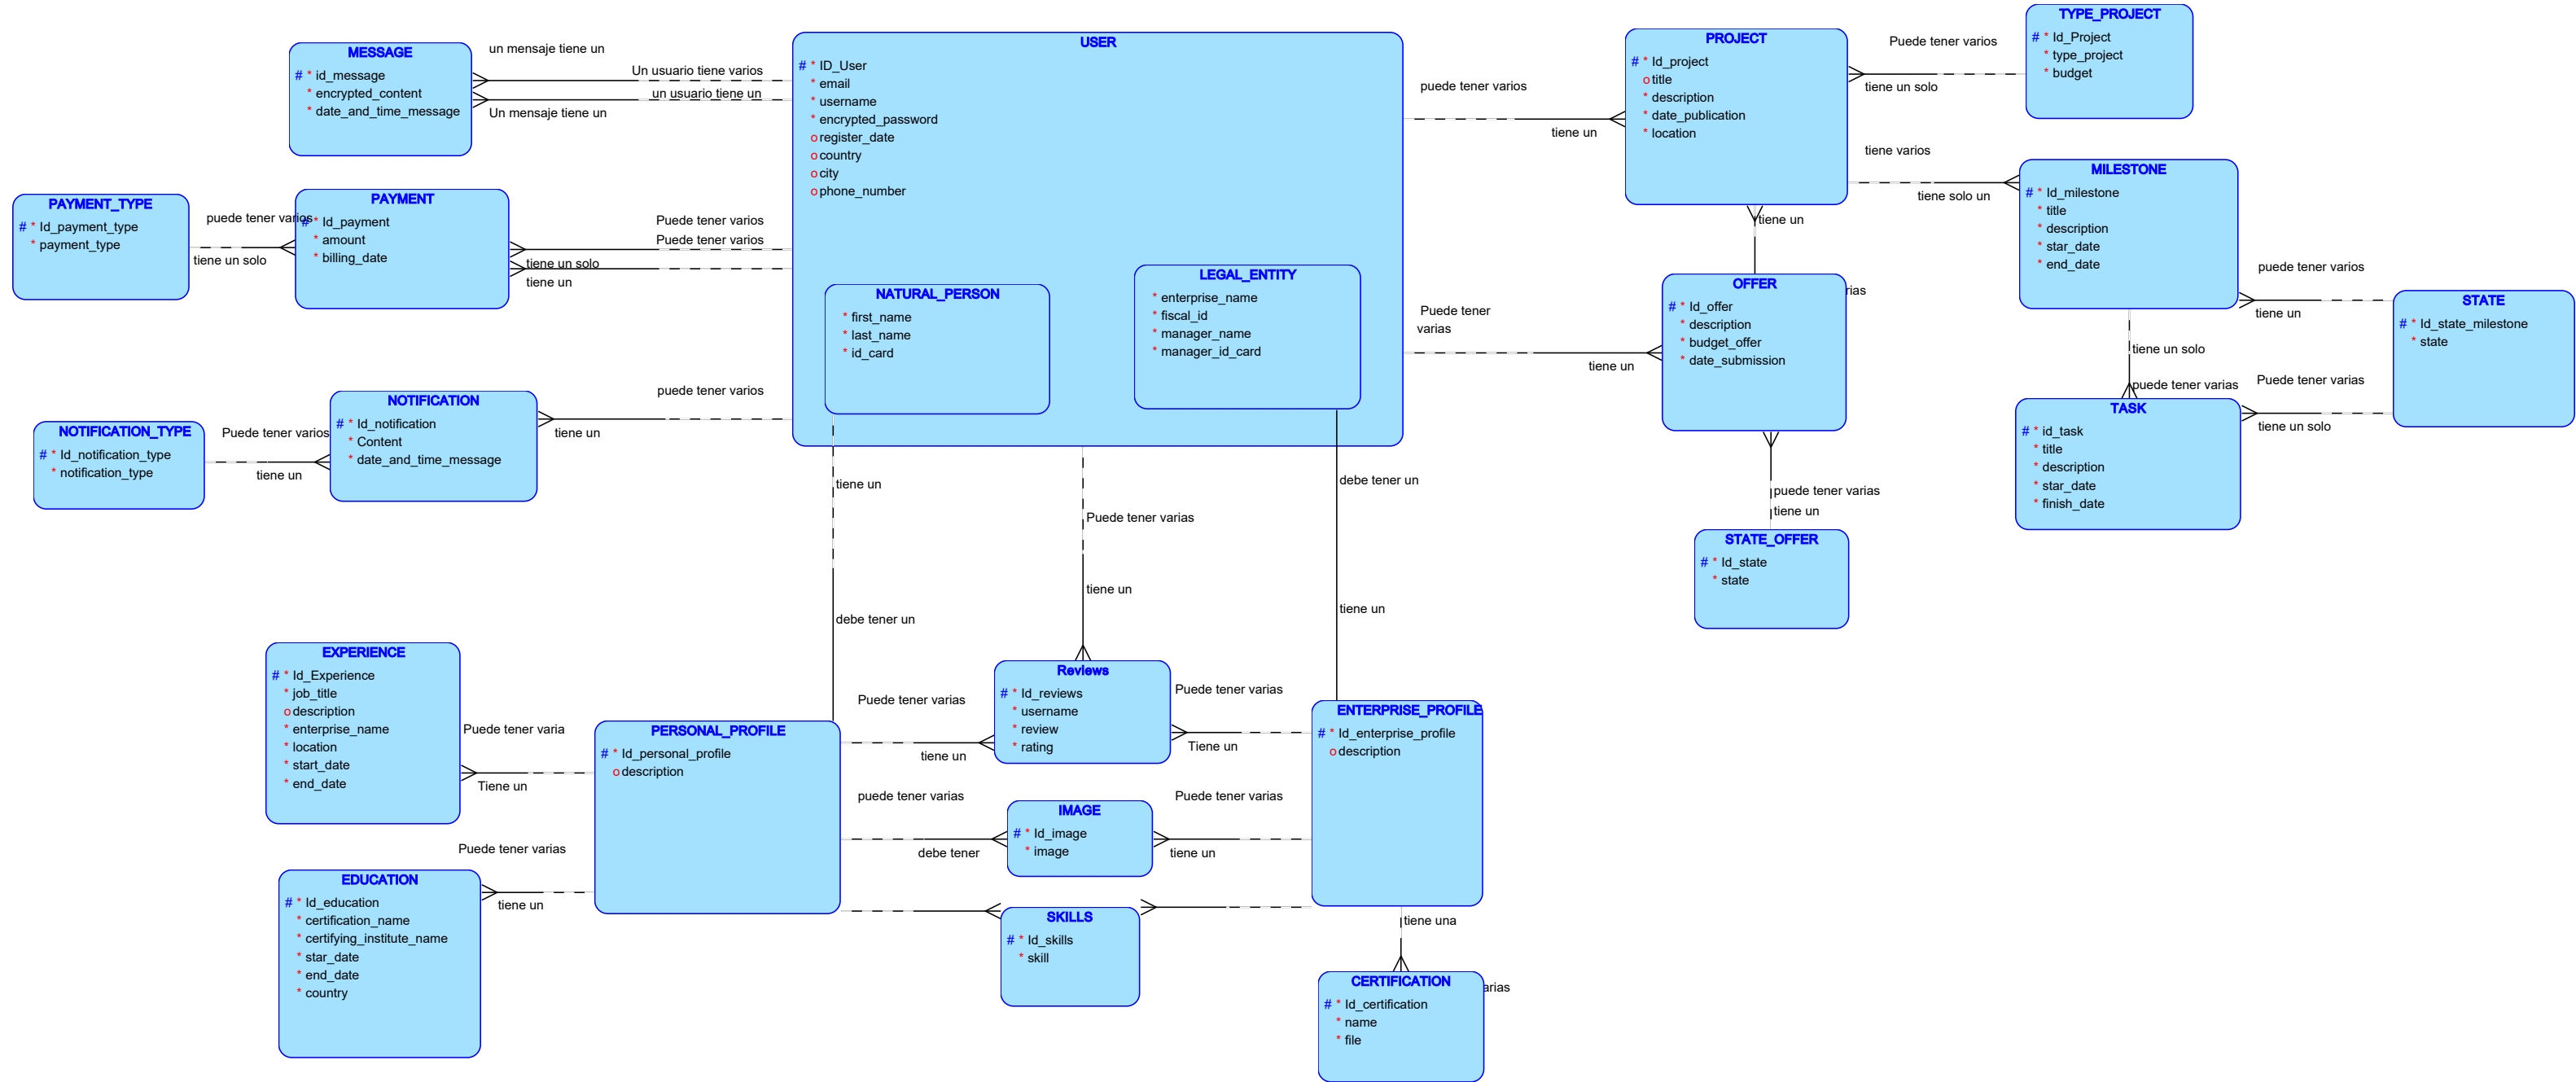 MESSAGE
# * id_message
* encrypted_content
* date_and_time_message
un mensaje tiene un
Un usuario tiene varios
un usuario tiene un
Un mensaje tiene un
USER
# * ID_User
* email
* username
* encrypted_password
o register_date
o country
o city
o phone_number
NATURAL_PERSON
* first_name
* last_name
* id_card
LEGAL_ENTITY
* enterprise_name
* fiscal_id
* manager_name
* manager_id_card
puede tener varios
tiene un
PROJECT
# * Id_project
o title
* description
* date_publication
* location
Puede tener varios
tiene un solo
TYPE_PROJECT
# * Id_Project
* type_project
* budget
tiene varios
tiene solo un
MILESTONE
# * Id_milestone
* title
* description
* star_date
* end_date
PAYMENT_TYPE
# * Id_payment_type
* payment_type
puede tener varios
tiene un solo
PAYMENT
# * Id_payment
* amount
* billing_date
Puede tener varios
Puede tener varios
tiene un solo
tiene un
tiene un
OFFER
# * Id_offer
* description
* budget_offer
* date_submission
rias
Puede tener
varias
tiene un
puede tener varios
tiene un
STATE
# * Id_state_milestone
* state
tiene un solo
puede tener varias
Puede tener varias
tiene un solo
TASK
# * id_task
* title
* description
* star_date
* finish_date
NOTIFICATION_TYPE
# * Id_notification_type
* notification_type
Puede tener varios
tiene un
NOTIFICATION
# * Id_notification
* Content
* date_and_time_message
puede tener varios
tiene un
tiene un
debe tener un
Puede tener varias
tiene un
debe tener un
tiene un
puede tener varias
tiene un
STATE_OFFER
# * Id_state
* state
EXPERIENCE
# * Id_Experience
* job_title
o description
* enterprise_name
* location
* start_date
* end_date
Puede tener varia
Tiene un
PERSONAL_PROFILE
# * Id_personal_profile
o description
Puede tener varias
tiene un
Reviews
# * Id_reviews
* username
* review
* rating
Puede tener varias
Tiene un
ENTERPRISE_PROFILE
# * Id_enterprise_profile
o description
puede tener varias
debe tener
IMAGE
# * Id_image
* image
Puede tener varias
tiene un
Puede tener varias
tiene un
EDUCATION
# * Id_education
* certification_name
* certifying_institute_name
* star_date
* end_date
* country
SKILLS
# * Id_skills
* skill
tiene una
arias
CERTIFICATION
# * Id_certification
* name
* file